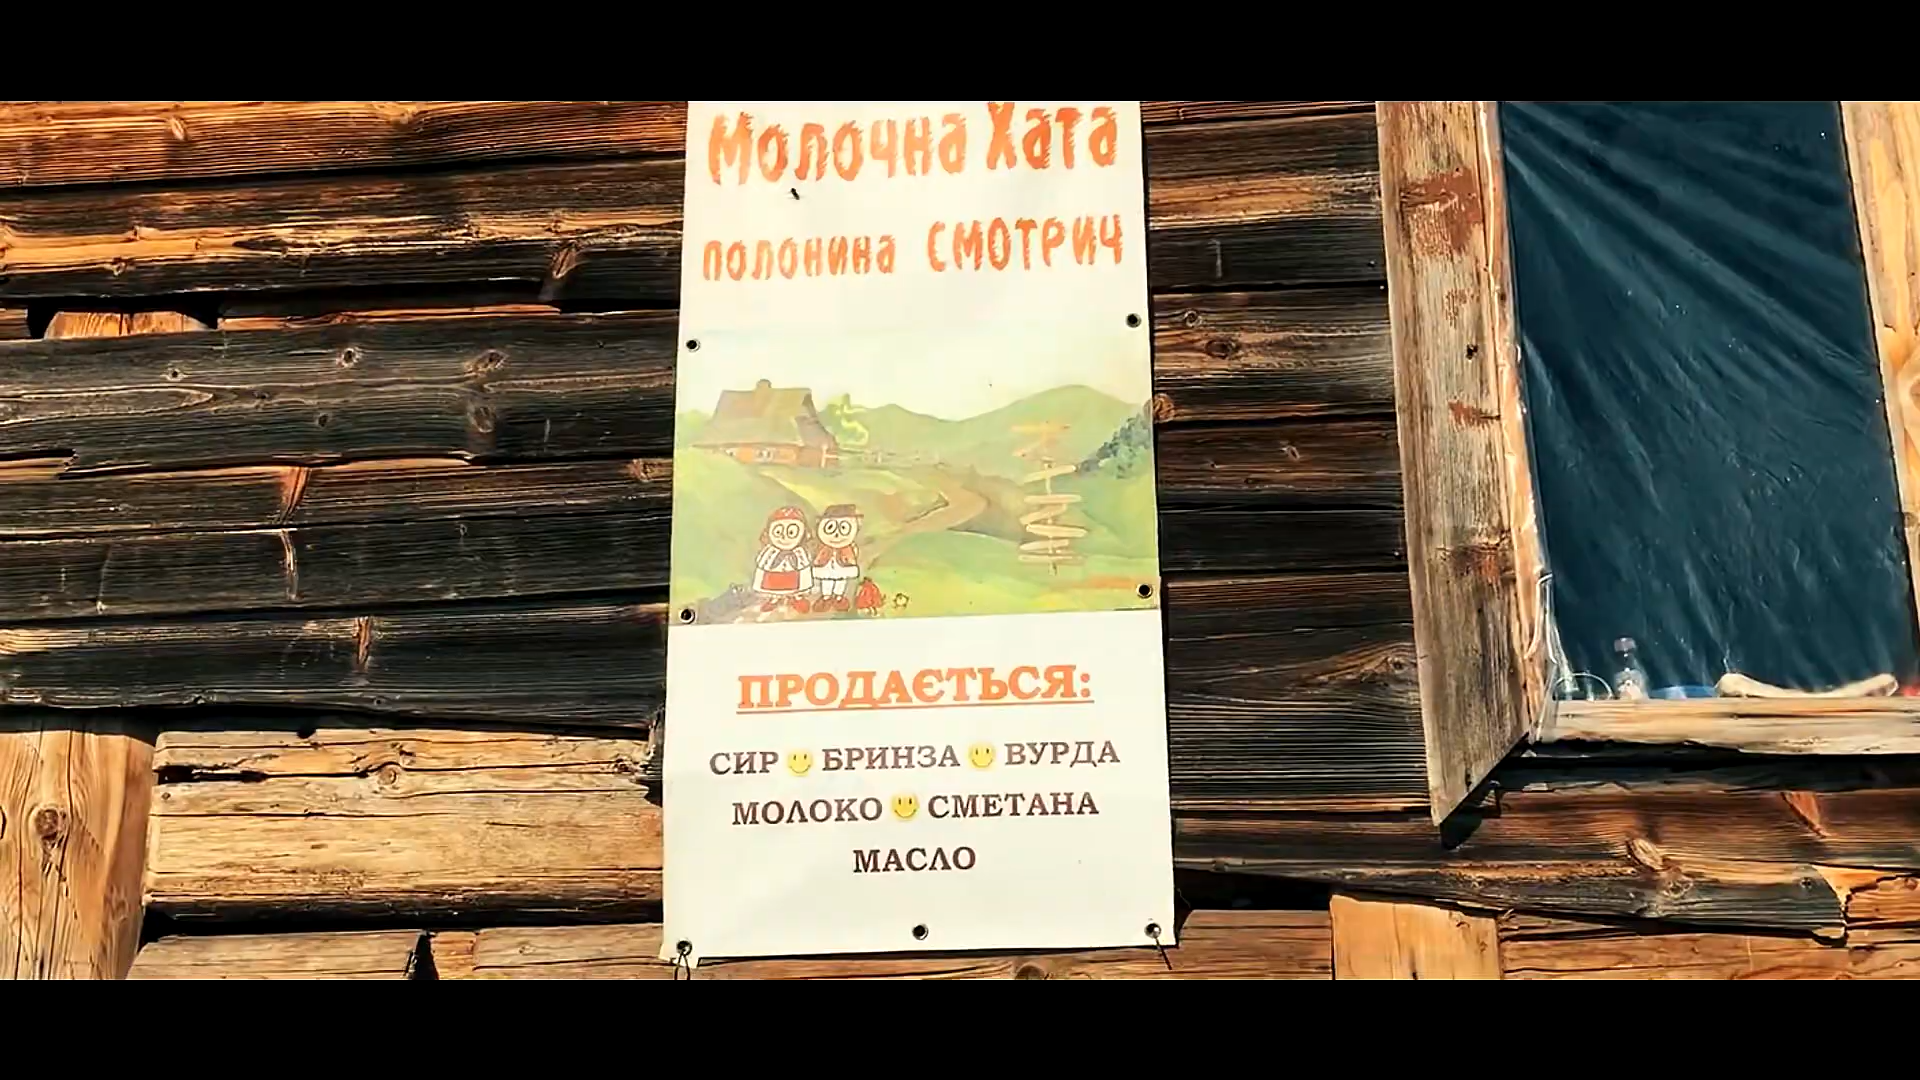 Молочна Хата
полонина СМОТРИЧ
ПРОДАЄТЬСЯ:
СИР БРИНЗА ВУРДА
МОЛОКО СМЕТАНА
МАСЛО